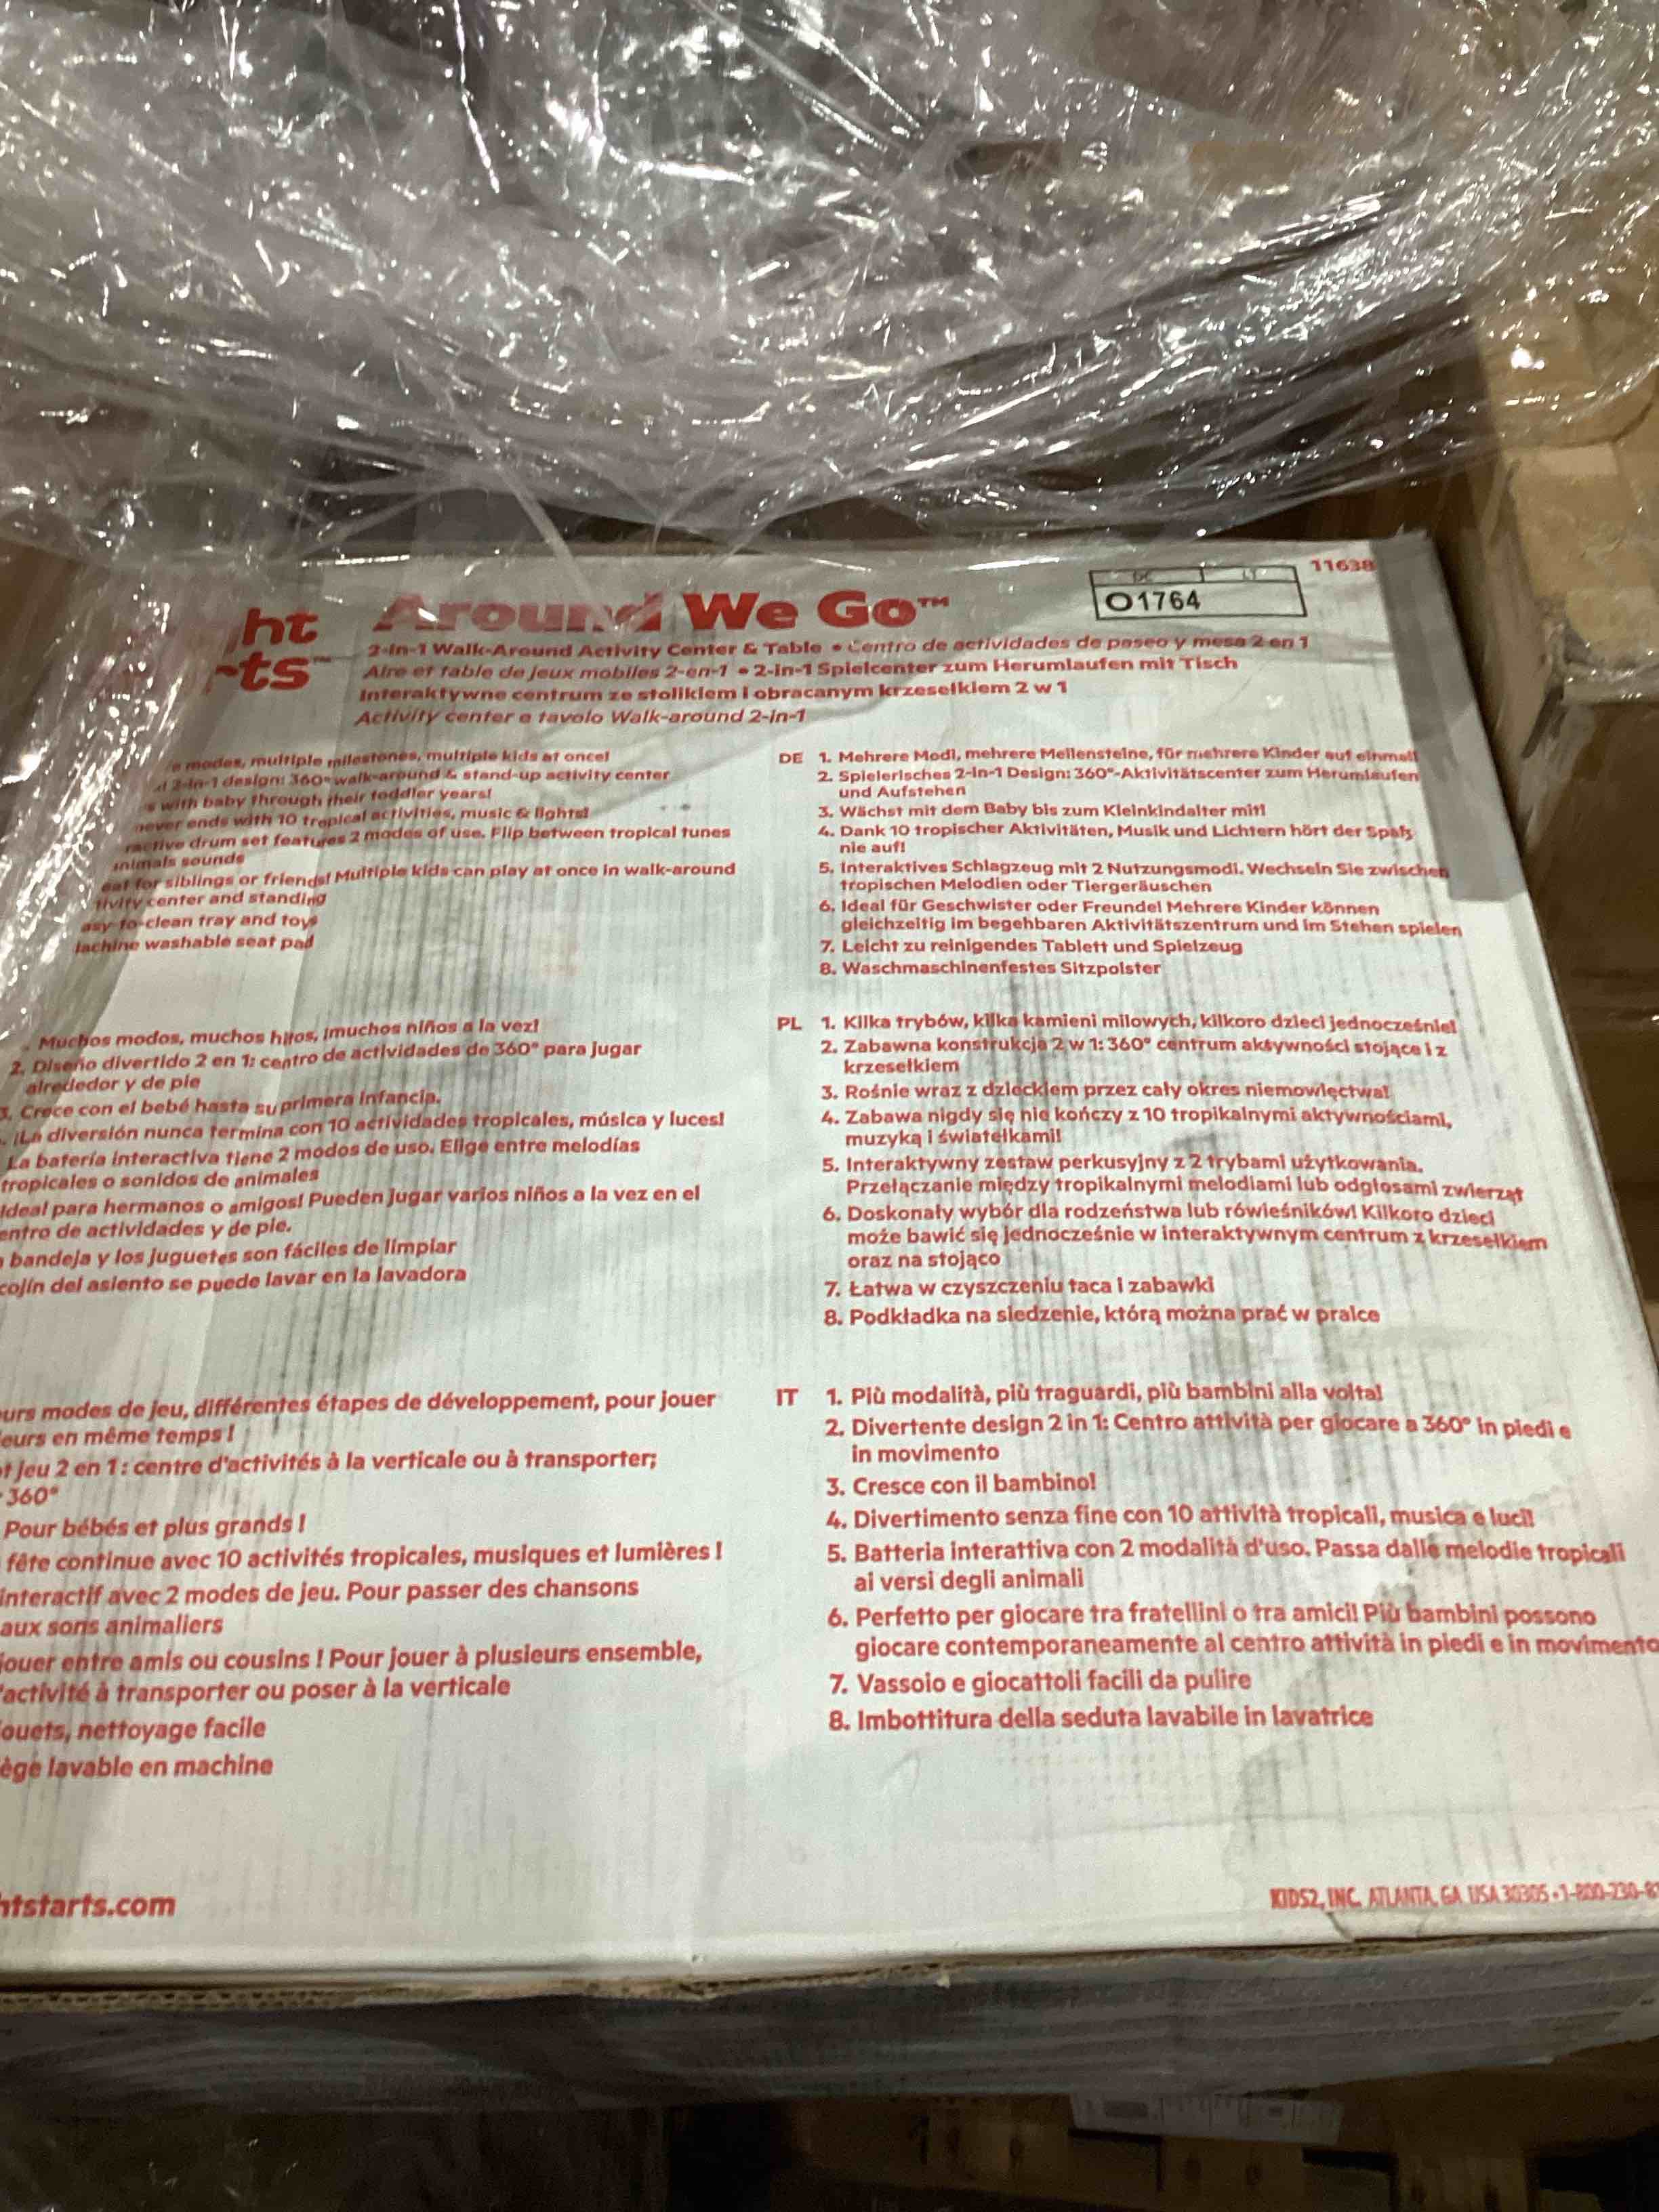 ht
ts™
Around We Go™
DC LT
O1764
11638
2-in-1 Walk-Around Activity Center & Table • Centro de actividades de paseo y mesa 2 en 1
Aire et table de jeux mobiles 2-en-1 • 2-in-1 Spielcenter zum Herumlaufen mit Tisch
Interaktywne centrum ze stolikiem i obracanym krzesełkiem 2 w 1
Activity center e tavolo Walk-around 2-in-1
modes, multiple milestones, multiple kids at once!
2-in-1 design: 360° walk-around & stand-up activity center
with baby through their toddler years!
never ends with 10 tropical activities, music & lights!
ractive drum set features 2 modes of use. Flip between tropical tunes
animals sounds
eat for siblings or friends! Multiple kids can play at once in walk-around
tivity center and standing
asy-to-clean tray and toys
achine washable seat pad
DE 1. Mehrere Modi, mehrere Meilensteine, für mehrere Kinder auf einmal!
2. Spielerisches 2-in-1 Design: 360°-Aktivitätscenter zum Herumlaufen
und Aufstehen
3. Wächst mit dem Baby bis zum Kleinkindalter mit!
4. Dank 10 tropischer Aktivitäten, Musik und Lichtern hört der Spaß
nie auf!
5. Interaktives Schlagzeug mit 2 Nutzungsmodi. Wechseln Sie zwischen
tropischen Melodien oder Tiergeräuschen
6. Ideal für Geschwister oder Freunde! Mehrere Kinder können
gleichzeitig im begehbaren Aktivitätszentrum und im Stehen spielen
7. Leicht zu reinigendes Tablett und Spielzeug
8. Waschmaschinenfestes Sitzpolster
. Muchos modos, muchos hitos, ¡muchos niños a la vez!
2. Diseño divertido 2 en 1: centro de actividades de 360° para jugar
alrededor y de pie
3. Crece con el bebé hasta su primera infancia.
. ¡La diversión nunca termina con 10 actividades tropicales, música y luces!
La batería interactiva tiene 2 modos de uso. Elige entre melodías
tropicales o sonidos de animales
Ideal para hermanos o amigos! Pueden jugar varios niños a la vez en el
entro de actividades y de pie.
a bandeja y los juguetes son fáciles de limpiar
cojín del asiento se puede lavar en la lavadora
PL 1. Kilka trybów, kilka kamieni milowych, kilkoro dzieci jednocześnie!
2. Zabawna konstrukcja 2 w 1: 360° centrum aktywności stojące i z
krzesełkiem
3. Rośnie wraz z dzieckiem przez cały okres niemowlęctwa!
4. Zabawa nigdy się nie kończy z 10 tropikalnymi aktywnościami,
muzyką i światełkami!
5. Interaktywny zestaw perkusyjny z 2 trybami użytkowania.
Przełączanie między tropikalnymi melodiami lub odgłosami zwierząt
6. Doskonały wybór dla rodzeństwa lub rówieśników! Kilkoro dzieci
może bawić się jednocześnie w interaktywnym centrum z krzesełkiem
oraz na stojąco
7. Łatwa w czyszczeniu taca i zabawki
8. Podkładka na siedzenie, którą można prać w pralce
urs modes de jeu, différentes étapes de développement, pour jouer
eurs en même temps !
t jeu 2 en 1 : centre d'activités à la verticale ou à transporter;
360°
Pour bébés et plus grands !
fête continue avec 10 activités tropicales, musiques et lumières !
interactif avec 2 modes de jeu. Pour passer des chansons
aux sons animaliers
jouer entre amis ou cousins ! Pour jouer à plusieurs ensemble,
'activité à transporter ou poser à la verticale
jouets, nettoyage facile
ège lavable en machine
IT 1. Più modalità, più traguardi, più bambini alla volta!
2. Divertente design 2 in 1: Centro attività per giocare a 360° in piedi e
in movimento
3. Cresce con il bambino!
4. Divertimento senza fine con 10 attività tropicali, musica e luci!
5. Batteria interattiva con 2 modalità d'uso. Passa dalle melodie tropicali
ai versi degli animali
6. Perfetto per giocare tra fratellini o tra amici! Più bambini possono
giocare contemporaneamente al centro attività in piedi e in movimento
7. Vassoio e giocattoli facili da pulire
8. Imbottitura della seduta lavabile in lavatrice
htstarts.com
KIDS2, INC. ATLANTA, GA USA 30305 • 1-800-230-8